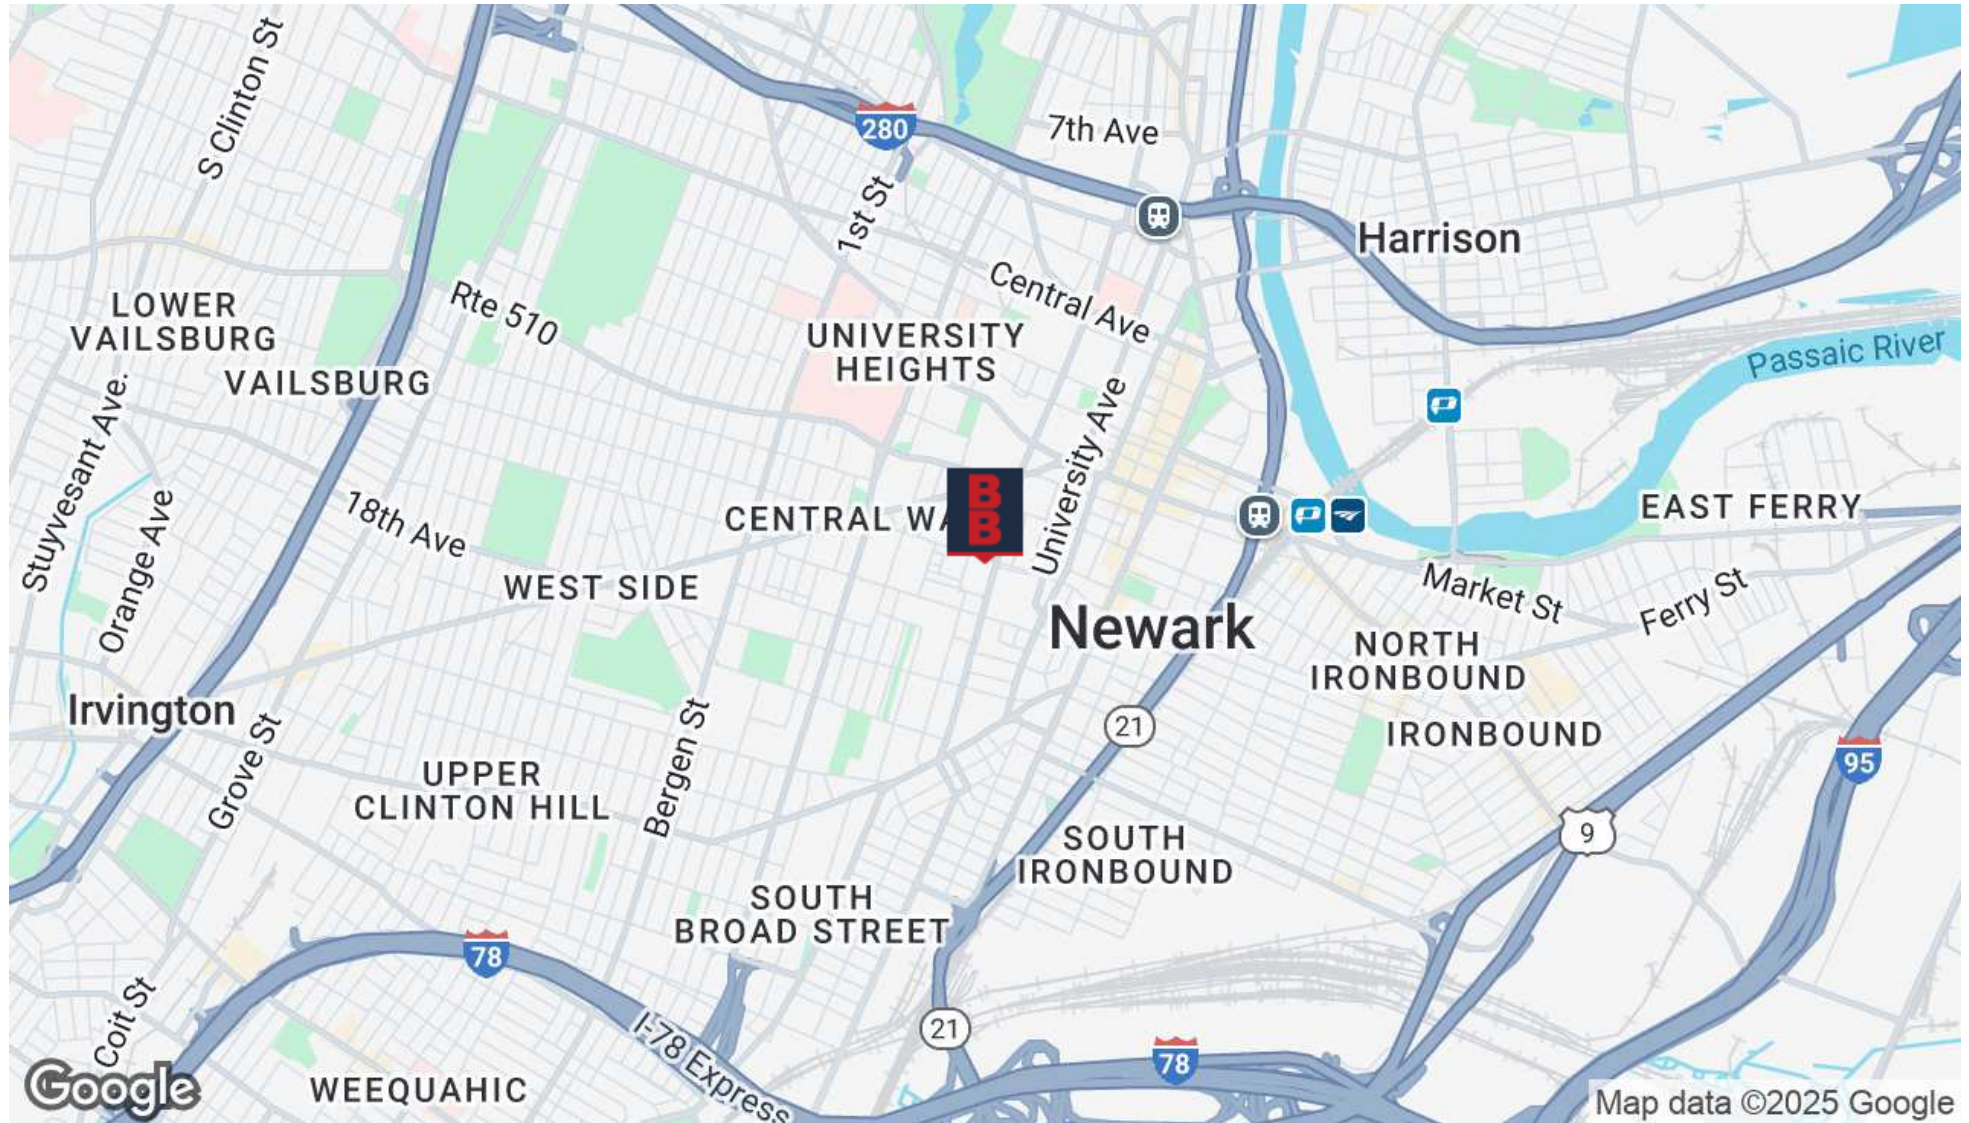 S Clinton St
280
7th Ave
1st St
Harrison
Central Ave
LOWER
VAILSBURG
Rte 510
UNIVERSITY
HEIGHTS
Passaic River
VAILSBURG
University Ave
Stuyvesant Ave.
Orange Ave
18th Ave
CENTRAL WA
B
B
EAST FERRY
WEST SIDE
Market St
Ferry St
Newark
NORTH
IRONBOUND
Irvington
Grove St
Bergen St
21
IRONBOUND
95
UPPER
CLINTON HILL
9
SOUTH
IRONBOUND
SOUTH
BROAD STREET
78
Coit St
I-78 Express
21
78
WEEQUAHIC
Google
Map data ©2025 Google